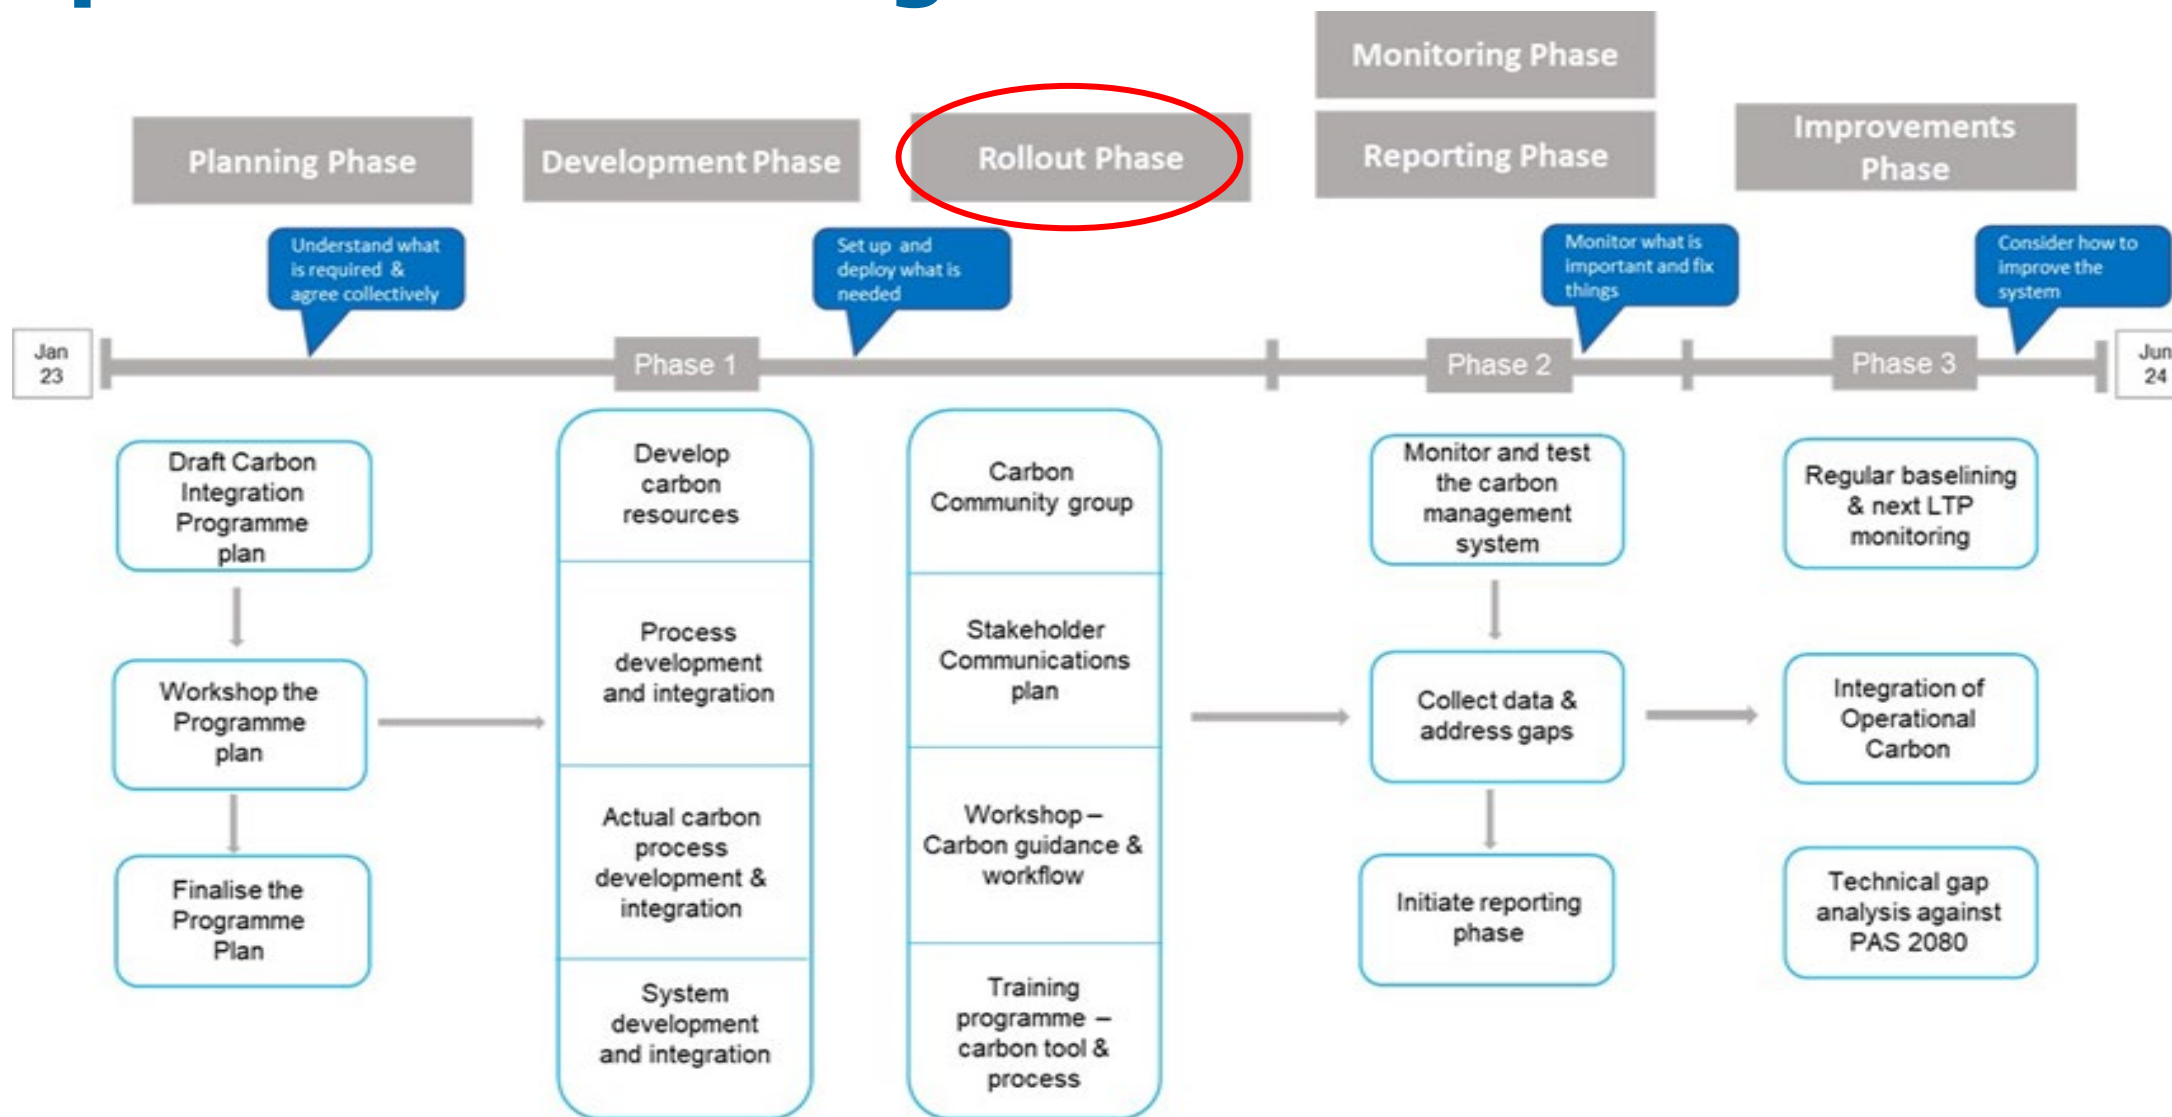 Monitoring Phase
Planning Phase
Development Phase
Rollout Phase
Reporting Phase
Improvements
Phase
Understand what
is required &
agree collectively
Set up and
deploy what is
needed
Monitor what is
important and fix
things
Consider how to
improve the
system
Jan
23
Phase 1
Phase 2
Phase 3
Jun
24
Draft Carbon
Integration
Programme
plan
Workshop the
Programme
plan
Finalise the
Programme
Plan
Develop
carbon
resources
Process
development
and integration
Actual carbon
process
development &
integration
System
development
and integration
Carbon
Community group
Stakeholder
Communications
plan
Workshop –
Carbon guidance &
workflow
Training
programme –
carbon tool &
process
Monitor and test
the carbon
management
system
Collect data &
address gaps
Initiate reporting
phase
Regular baselining
& next LTP
monitoring
Integration of
Operational
Carbon
Technical gap
analysis against
PAS 2080